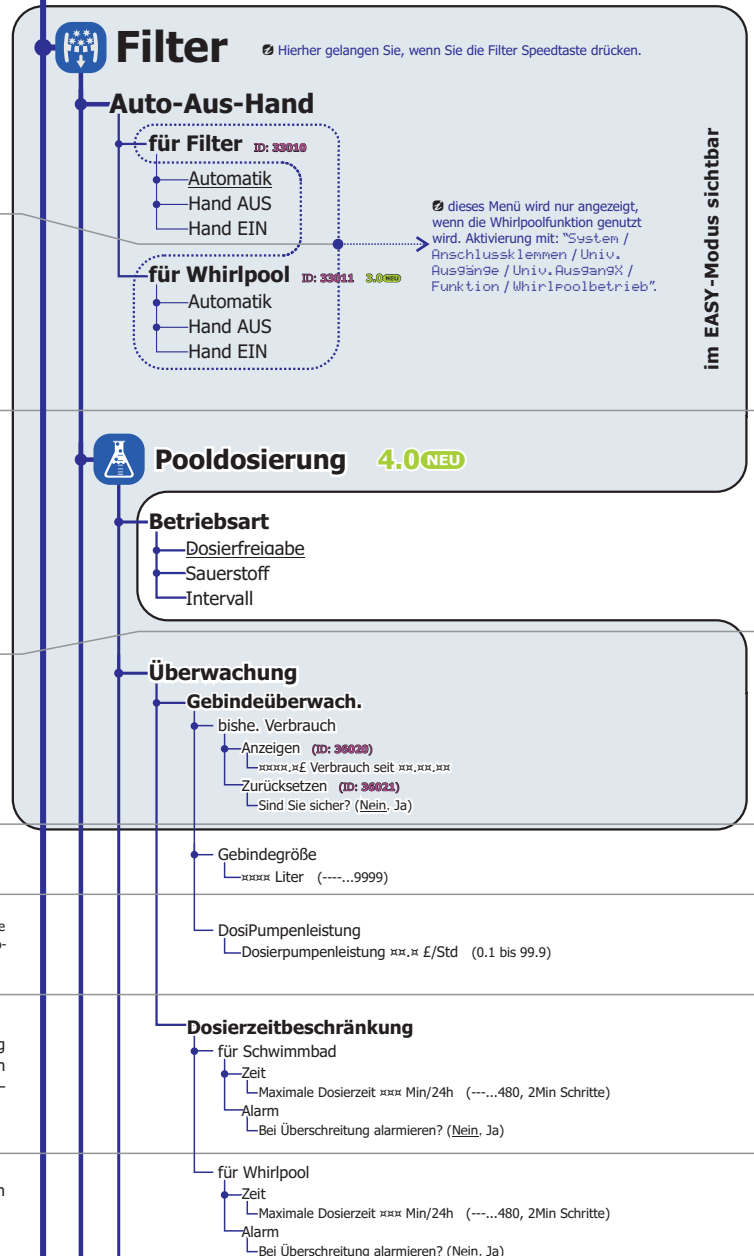 Filter
Hierher gelangen Sie, wenn Sie die Filter Speedtaste drücken.
Auto-Aus-Hand
für Filter ID: 33010
Automatik
Hand AUS
Hand EIN
dieses Menü wird nur angezeigt,
wenn die Whirlpoolfunktion genutzt
wird. Aktivierung mit: "System /
Anschlussklemmen / Univ.
Ausgänge / Univ.AusgangX /
Funktion / Whirlpoolbetrieb".
im EASY-Modus sichtbar
für Whirlpool ID: 33011 3.0 NEU
Automatik
Hand AUS
Hand EIN
Pooldosierung 4.0 NEU
Betriebsart
Dosierfreigabe
Sauerstoff
Intervall
Überwachung
Gebindeüberwach.
bishe. Verbrauch
Anzeigen (ID: 36020)
¤¤¤¤.¤£ Verbrauch seit ¤¤.¤¤.¤¤
Zurücksetzen (ID: 36021)
Sind Sie sicher? (Nein, Ja)
Gebindegröße
¤¤¤¤ Liter (----...9999)
DosiPumpenleistung
Dosierpumpenleistung ¤¤.¤ £/Std (0.1 bis 99.9)
Dosierzeitbeschränkung
für Schwimmbad
Zeit
Maximale Dosierzeit ¤¤¤ Min/24h (---...480, 2Min Schritte)
Alarm
Bei Überschreitung alarmieren? (Nein, Ja)
für Whirlpool
Zeit
Maximale Dosierzeit ¤¤¤ Min/24h (---...480, 2Min Schritte)
Alarm
Bei Überschreitung alarmieren? (Nein, Ja)